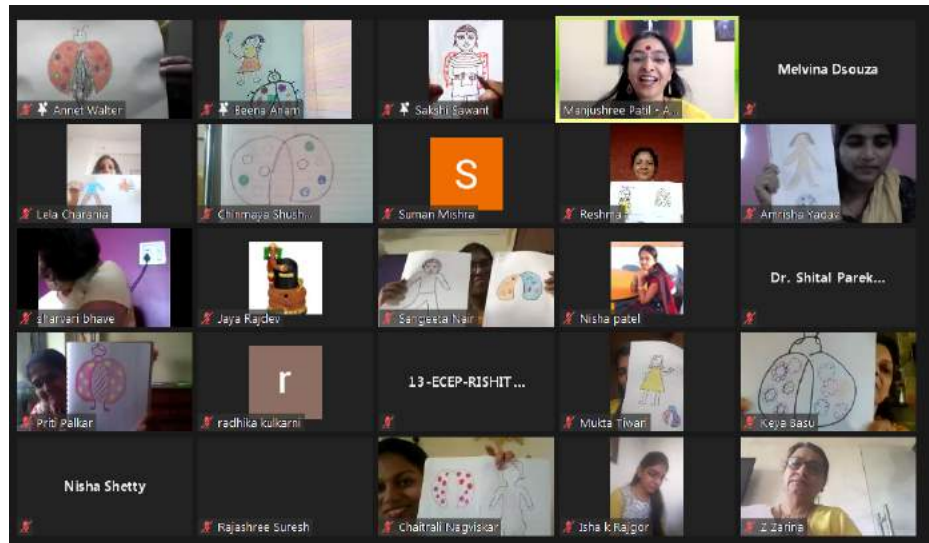 Annet Walter
Beena Anam
Sakshi Sawant
Manjushree Patil • A...
Melvina Dsouza
Lela Charania
Chinmaya Shush...
S
Suman Mishra
Reshma
Amrisha Yadav
sharvari bhave
Jaya Rajdev
Sangeeta Nair
Nisha patel
Dr. Shital Parek...
Priti Palkar
r
radhika kulkarni
13-ECEP-RISHIT ...
Mukta Tiwari
Keya Basu
Nisha Shetty
Rajashree Suresh
Chaitrali Nagviskar
Isha k Rajgor
Z Zarina